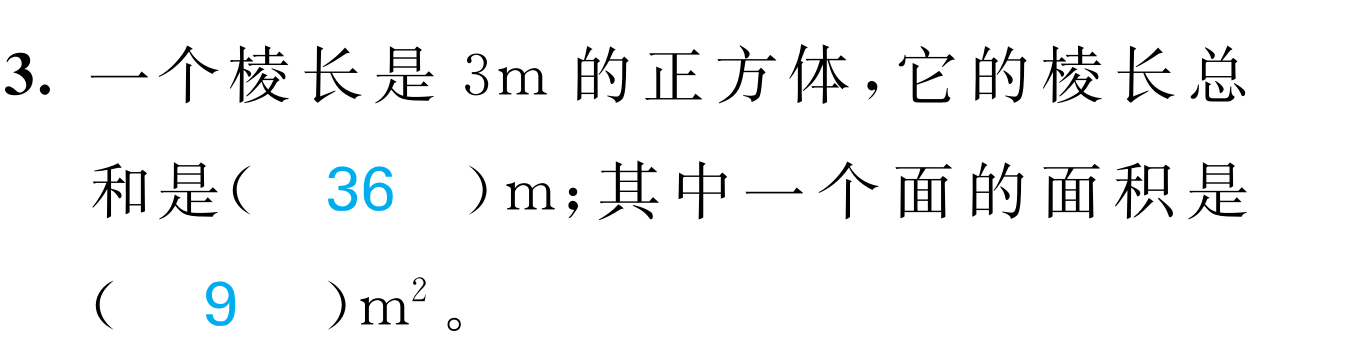 3. 一个棱长是 3m 的正方体,它的棱长总
和是( 36 )m;其中一个面的面积是
( 9 )m²。